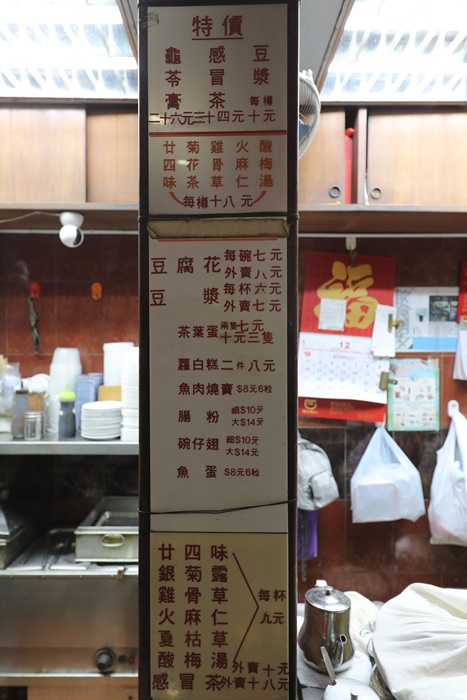 特價
龜苓膏 二十六元
感冒茶 三十四元
豆漿 每樽十元
廿四味
菊花茶
雞骨草
火麻仁
酸梅湯
每樽十八元
豆腐花 每碗七元
外賣八元
豆漿 每杯六元
外賣七元
茶葉蛋 兩隻七元
十元三隻
蘿白糕二件八元
魚肉燒賣 $8元6粒
腸粉 細$10元
大$14元
碗仔翅 細$10元
大$14元
魚蛋 $8元6粒
廿四味
銀菊露
雞骨草
火麻仁
夏枯草
酸梅湯
每杯九元
外賣十元
感冒茶 外賣十八元
福
12